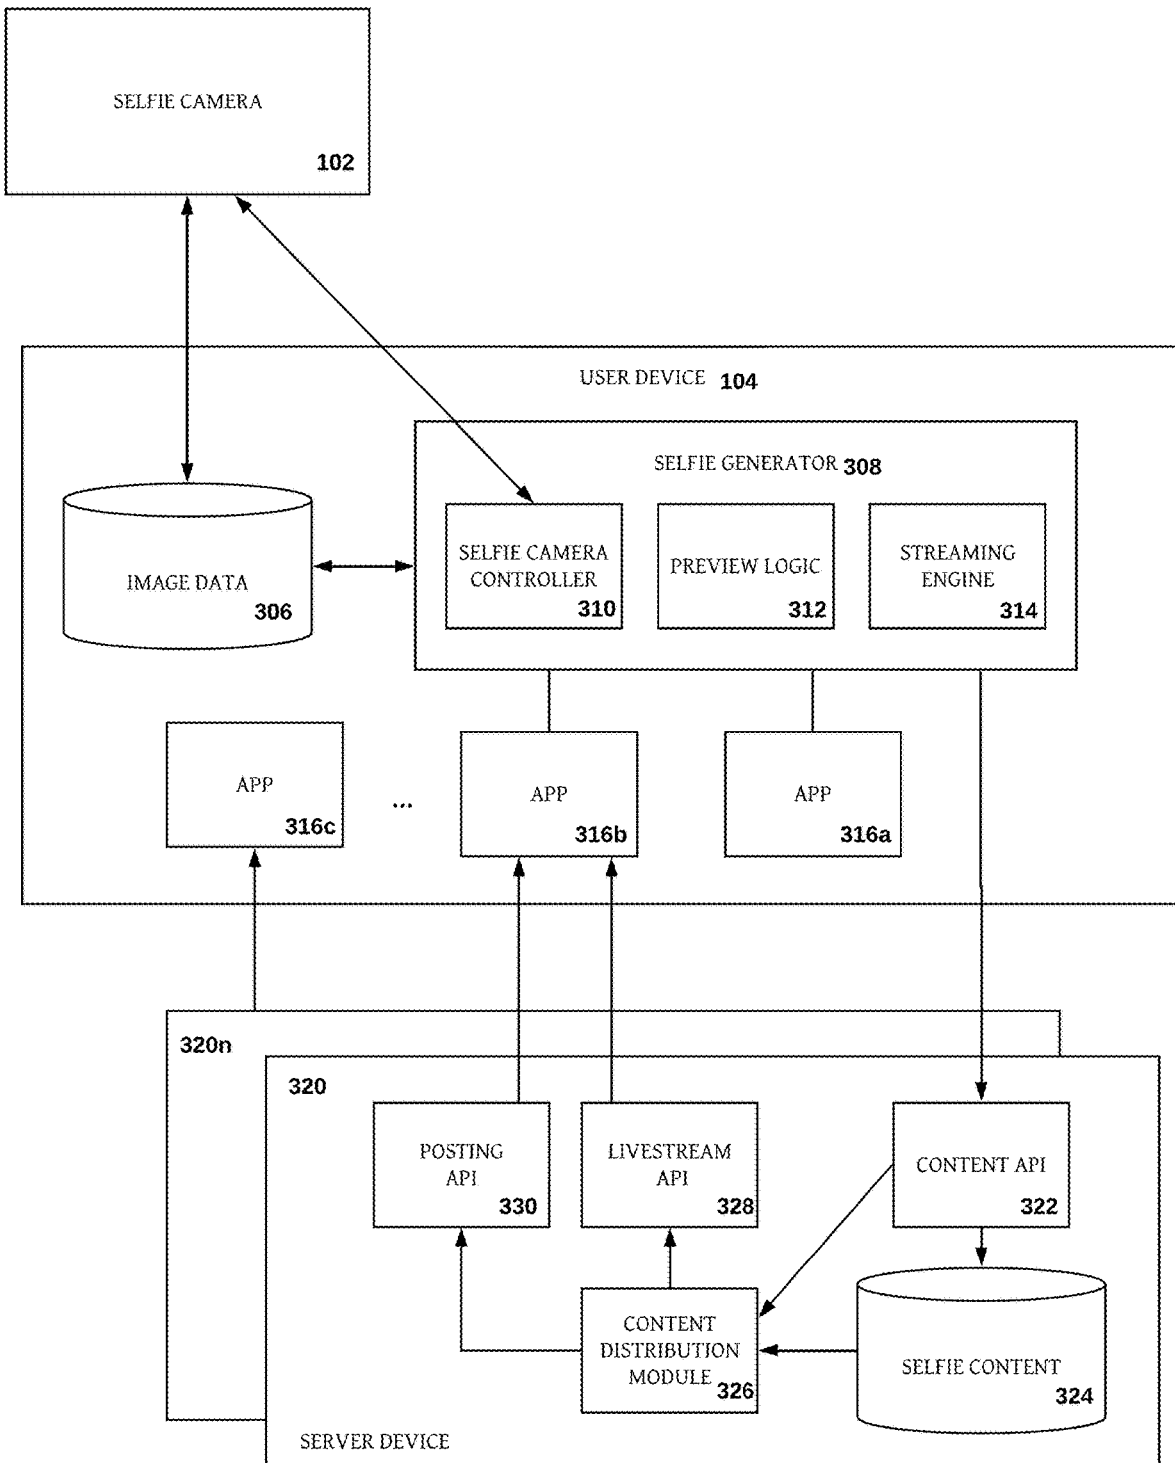 SELFIE CAMERA
102
USER DEVICE 104
SELFIE GENERATOR 308
SELFIE CAMERA
CONTROLLER
310
PREVIEW LOGIC
312
STREAMING
ENGINE
314
IMAGE DATA
306
APP
316c
...
APP
316b
APP
316a
320n
320
POSTING
API
330
LIVESTREAM
API
328
CONTENT API
322
CONTENT
DISTRIBUTION
MODULE
326
SELFIE CONTENT
324
SERVER DEVICE